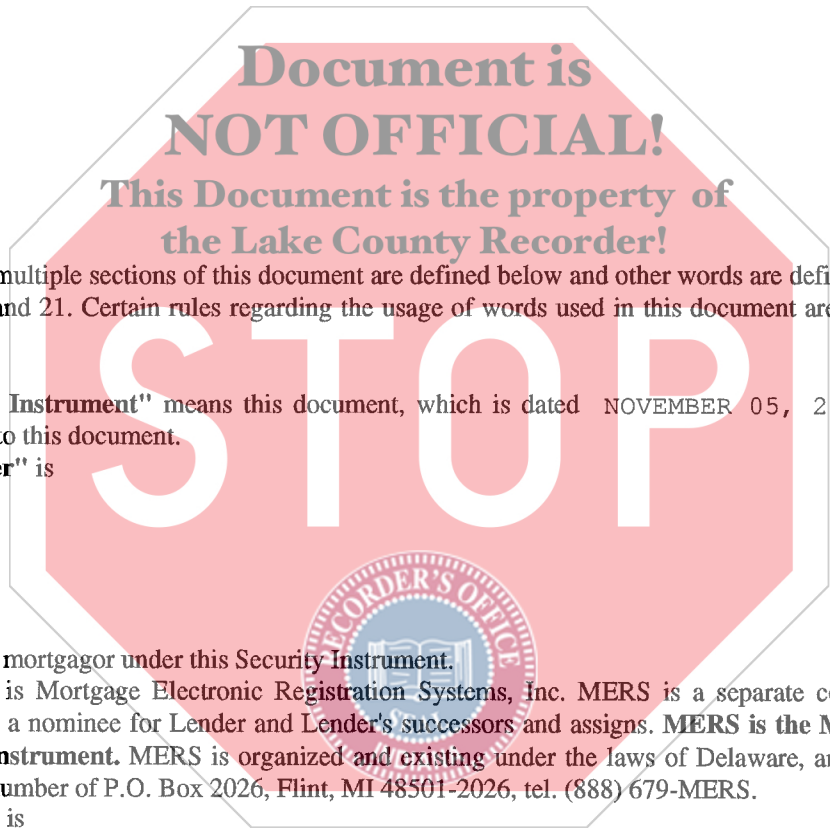 Document is
NOT OFFICIAL!
This Document is the property of
the Lake County Recorder!
multiple sections of this document are defined below and other words are defi
and 21. Certain rules regarding the usage of words used in this document are
STOP
Instrument" means this document, which is dated NOVEMBER 05, 2
to this document.
er" is
RECORDER'S OFFICE
mortgagor under this Security Instrument.
is Mortgage Electronic Registration Systems, Inc. MERS is a separate c
a nominee for Lender and Lender's successors and assigns. MERS is the M
nstrument. MERS is organized and existing under the laws of Delaware, a
umber of P.O. Box 2026, Flint, MI 48501-2026, tel. (888) 679-MERS.
is